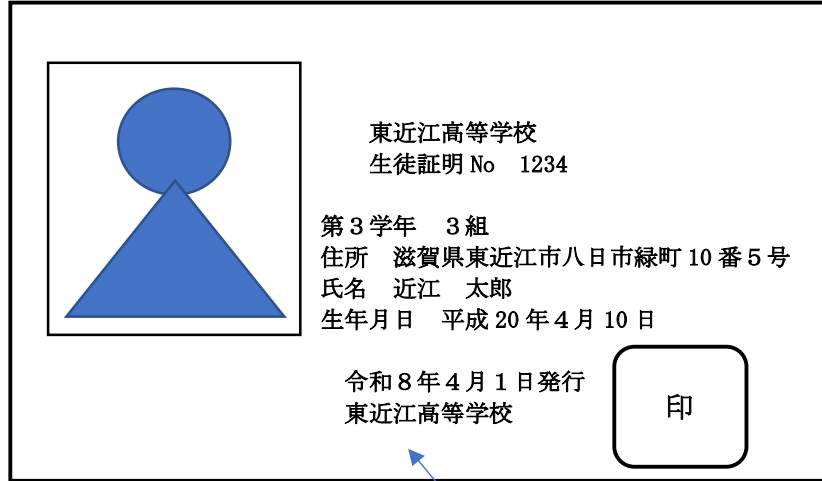 東近江高等学校
生徒証明 No　1234
第３学年　３組
住所　滋賀県東近江市八日市緑町 10 番５号
氏名　近江　太郎
生年月日　平成 20 年４月 10 日
令和８年４月１日発行
東近江高等学校
印